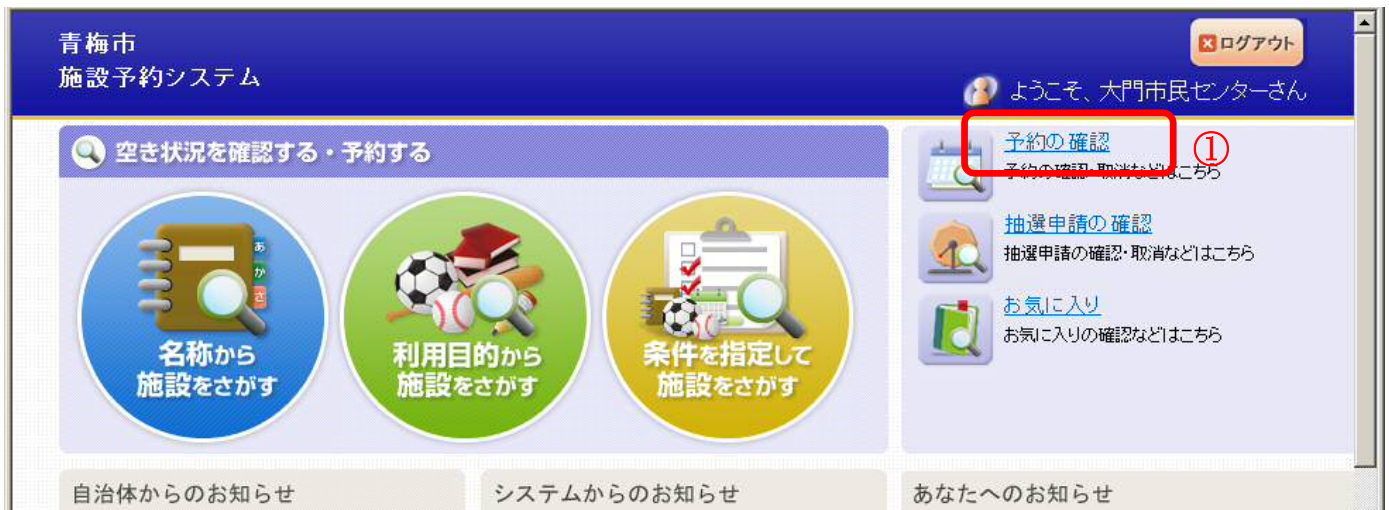 青梅市
施設予約システム
ログアウト
ようこそ、大門市民センターさん
空き状況を確認する・予約する
あ
か
さ
名称から
施設をさがす
利用目的から
施設をさがす
条件を指定して
施設をさがす
予約の確認
①
予約の確認・取消などはこちら
抽選申請の確認
抽選申請の確認・取消などはこちら
お気に入り
お気に入りの確認などはこちら
自治体からのお知らせ
システムからのお知らせ
あなたへのお知らせ